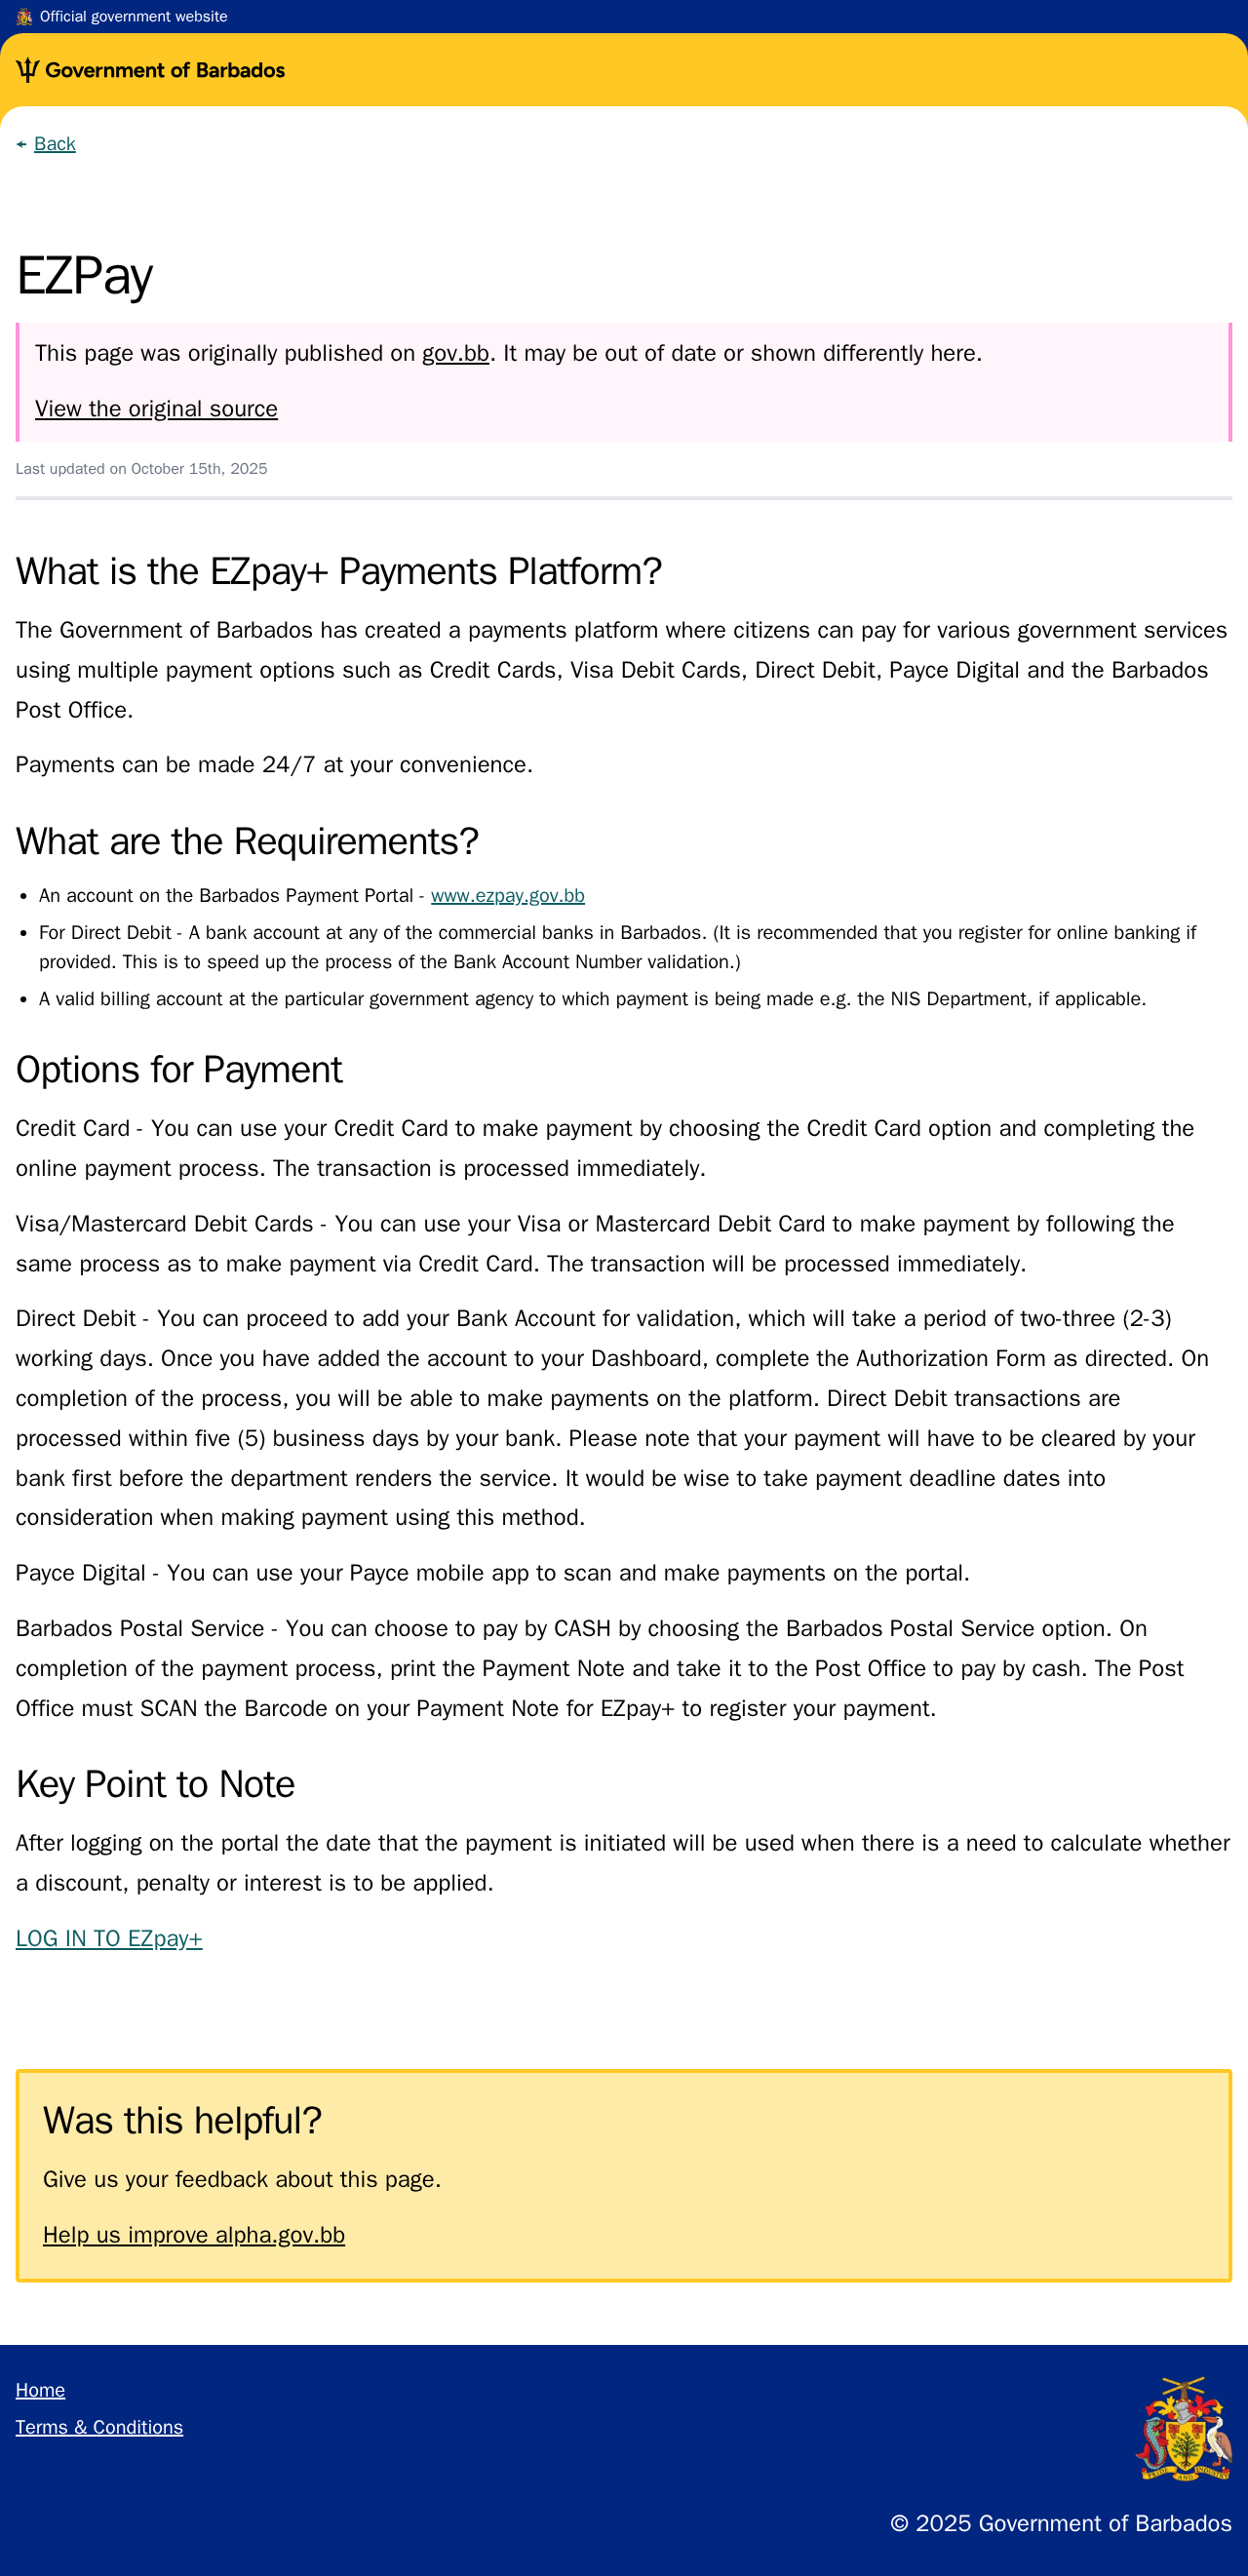 Official government website
Government of Barbados
← Back
EZPay
This page was originally published on gov.bb. It may be out of date or shown differently here.
View the original source
Last updated on October 15th, 2025
What is the EZpay+ Payments Platform?
The Government of Barbados has created a payments platform where citizens can pay for various government services
using multiple payment options such as Credit Cards, Visa Debit Cards, Direct Debit, Payce Digital and the Barbados
Post Office.
Payments can be made 24/7 at your convenience.
What are the Requirements?
• An account on the Barbados Payment Portal - www.ezpay.gov.bb
• For Direct Debit - A bank account at any of the commercial banks in Barbados. (It is recommended that you register for online banking if
provided. This is to speed up the process of the Bank Account Number validation.)
• A valid billing account at the particular government agency to which payment is being made e.g. the NIS Department, if applicable.
Options for Payment
Credit Card - You can use your Credit Card to make payment by choosing the Credit Card option and completing the
online payment process. The transaction is processed immediately.
Visa/Mastercard Debit Cards - You can use your Visa or Mastercard Debit Card to make payment by following the
same process as to make payment via Credit Card. The transaction will be processed immediately.
Direct Debit - You can proceed to add your Bank Account for validation, which will take a period of two-three (2-3)
working days. Once you have added the account to your Dashboard, complete the Authorization Form as directed. On
completion of the process, you will be able to make payments on the platform. Direct Debit transactions are
processed within five (5) business days by your bank. Please note that your payment will have to be cleared by your
bank first before the department renders the service. It would be wise to take payment deadline dates into
consideration when making payment using this method.
Payce Digital - You can use your Payce mobile app to scan and make payments on the portal.
Barbados Postal Service - You can choose to pay by CASH by choosing the Barbados Postal Service option. On
completion of the payment process, print the Payment Note and take it to the Post Office to pay by cash. The Post
Office must SCAN the Barcode on your Payment Note for EZpay+ to register your payment.
Key Point to Note
After logging on the portal the date that the payment is initiated will be used when there is a need to calculate whether
a discount, penalty or interest is to be applied.
LOG IN TO EZpay+
Was this helpful?
Give us your feedback about this page.
Help us improve alpha.gov.bb
Home
Terms & Conditions
PRIDE AND INDUSTRY
© 2025 Government of Barbados